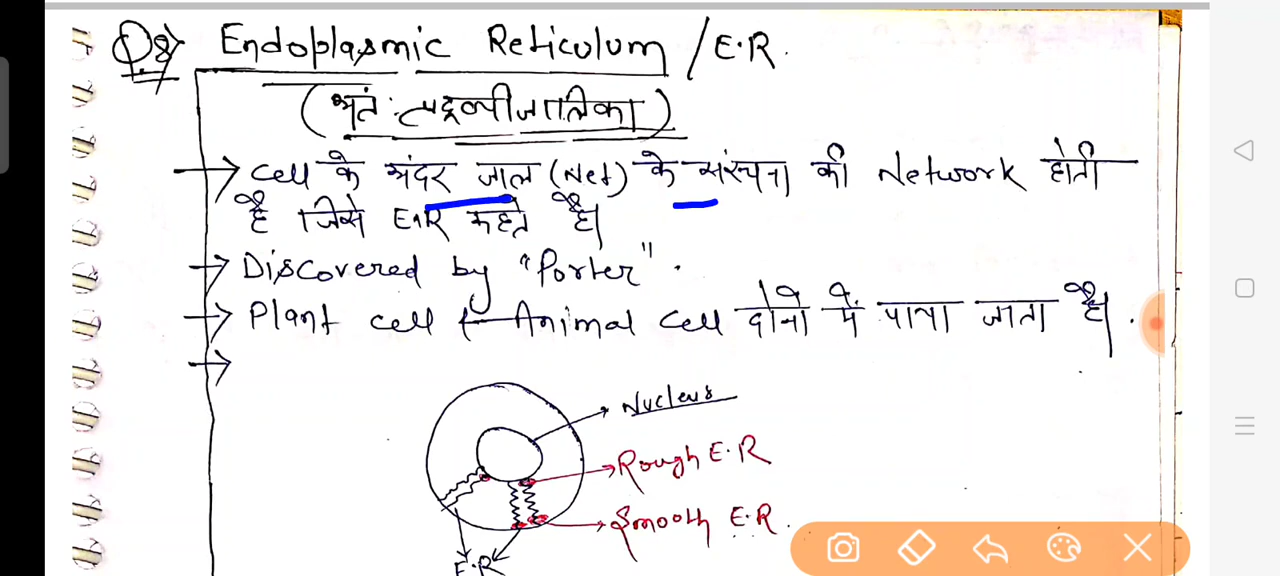 Q.8) Endoplasmic Reticulum / E.R.
(अंतः प्रद्रव्यीजालिका)
→ Cell के अंदर जाल (Net) के संरचना की Network होती
है जिसे E.R कहते है।
→ Discovered by "Porter".
→ Plant cell & Animal cell दोनो में पाया जाता है।
→
Nucleus
Rough E.R
Smooth E.R.
E.R